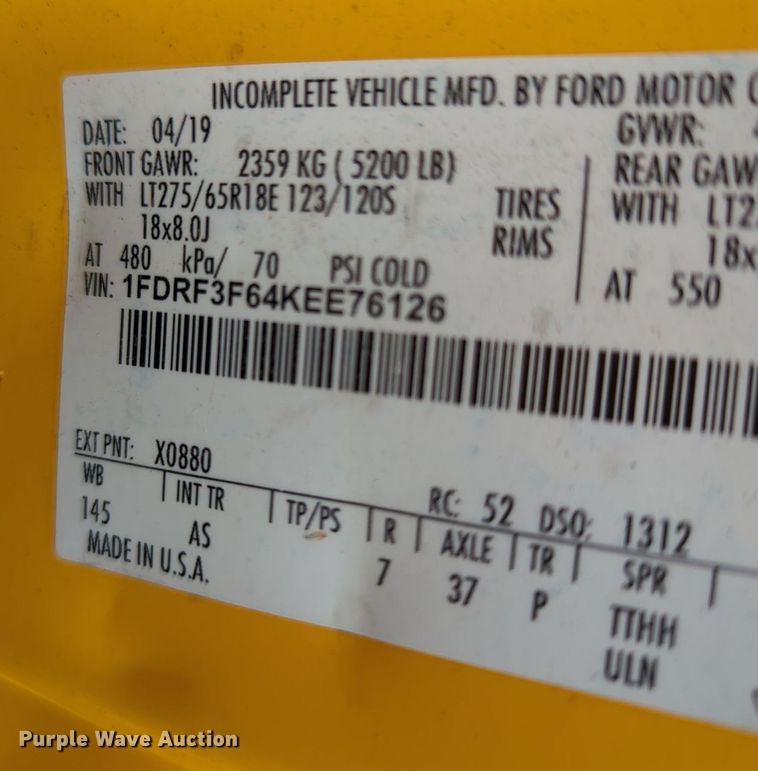 INCOMPLETE VEHICLE MFD. BY FORD MOTOR
DATE: 04/19 GVWR:
FRONT GAWR: 2359 KG ( 5200 LB) REAR GAW
WITH LT275/65R18E 123/120S TIRES WITH LT2
18x8.0J RIMS 18x
AT 480 kPa/ 70 PSI COLD AT 550
VIN: 1FDRF3F64KEE76126
EXT PNT: X0880 RC: 52 DSO: 1312
WB INT TR TP/PS R AXLE TR SPR
145 AS 7 37 P TTHH
MADE IN U.S.A. ULN
Purple Wave Auction